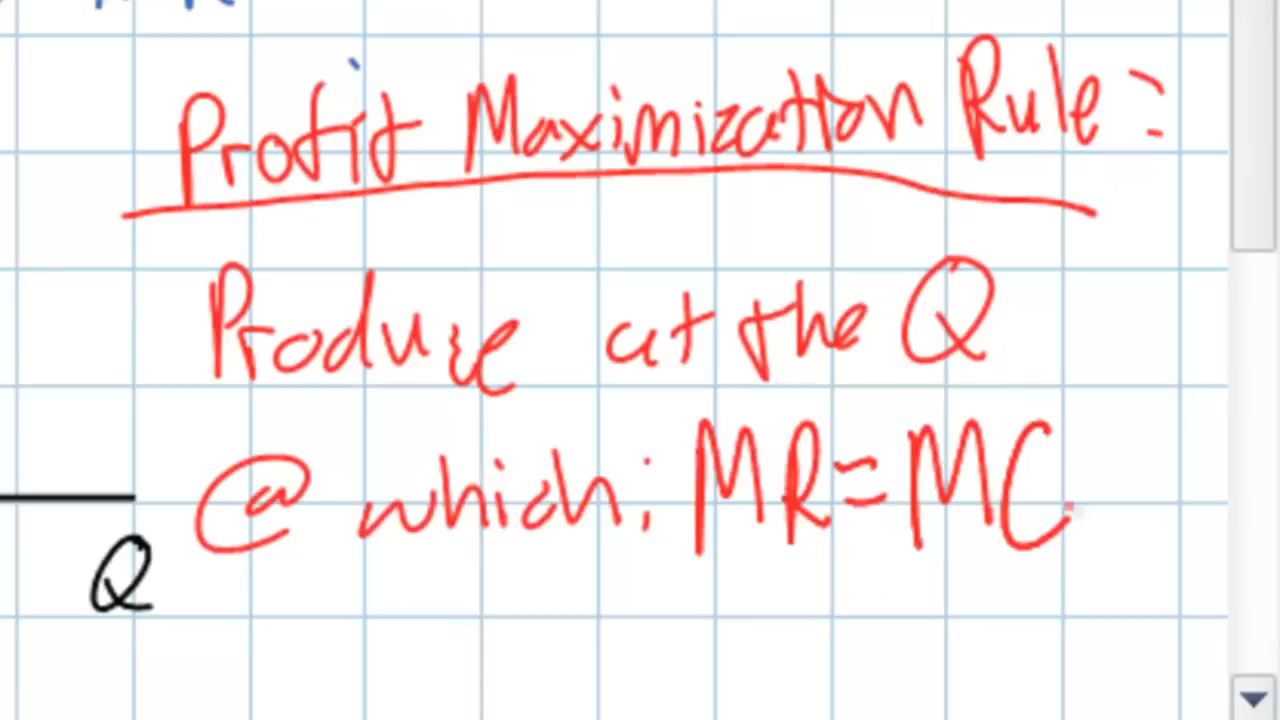 Profit Maximization Rule:
Produce at the Q
@ which: MR=MC
Q